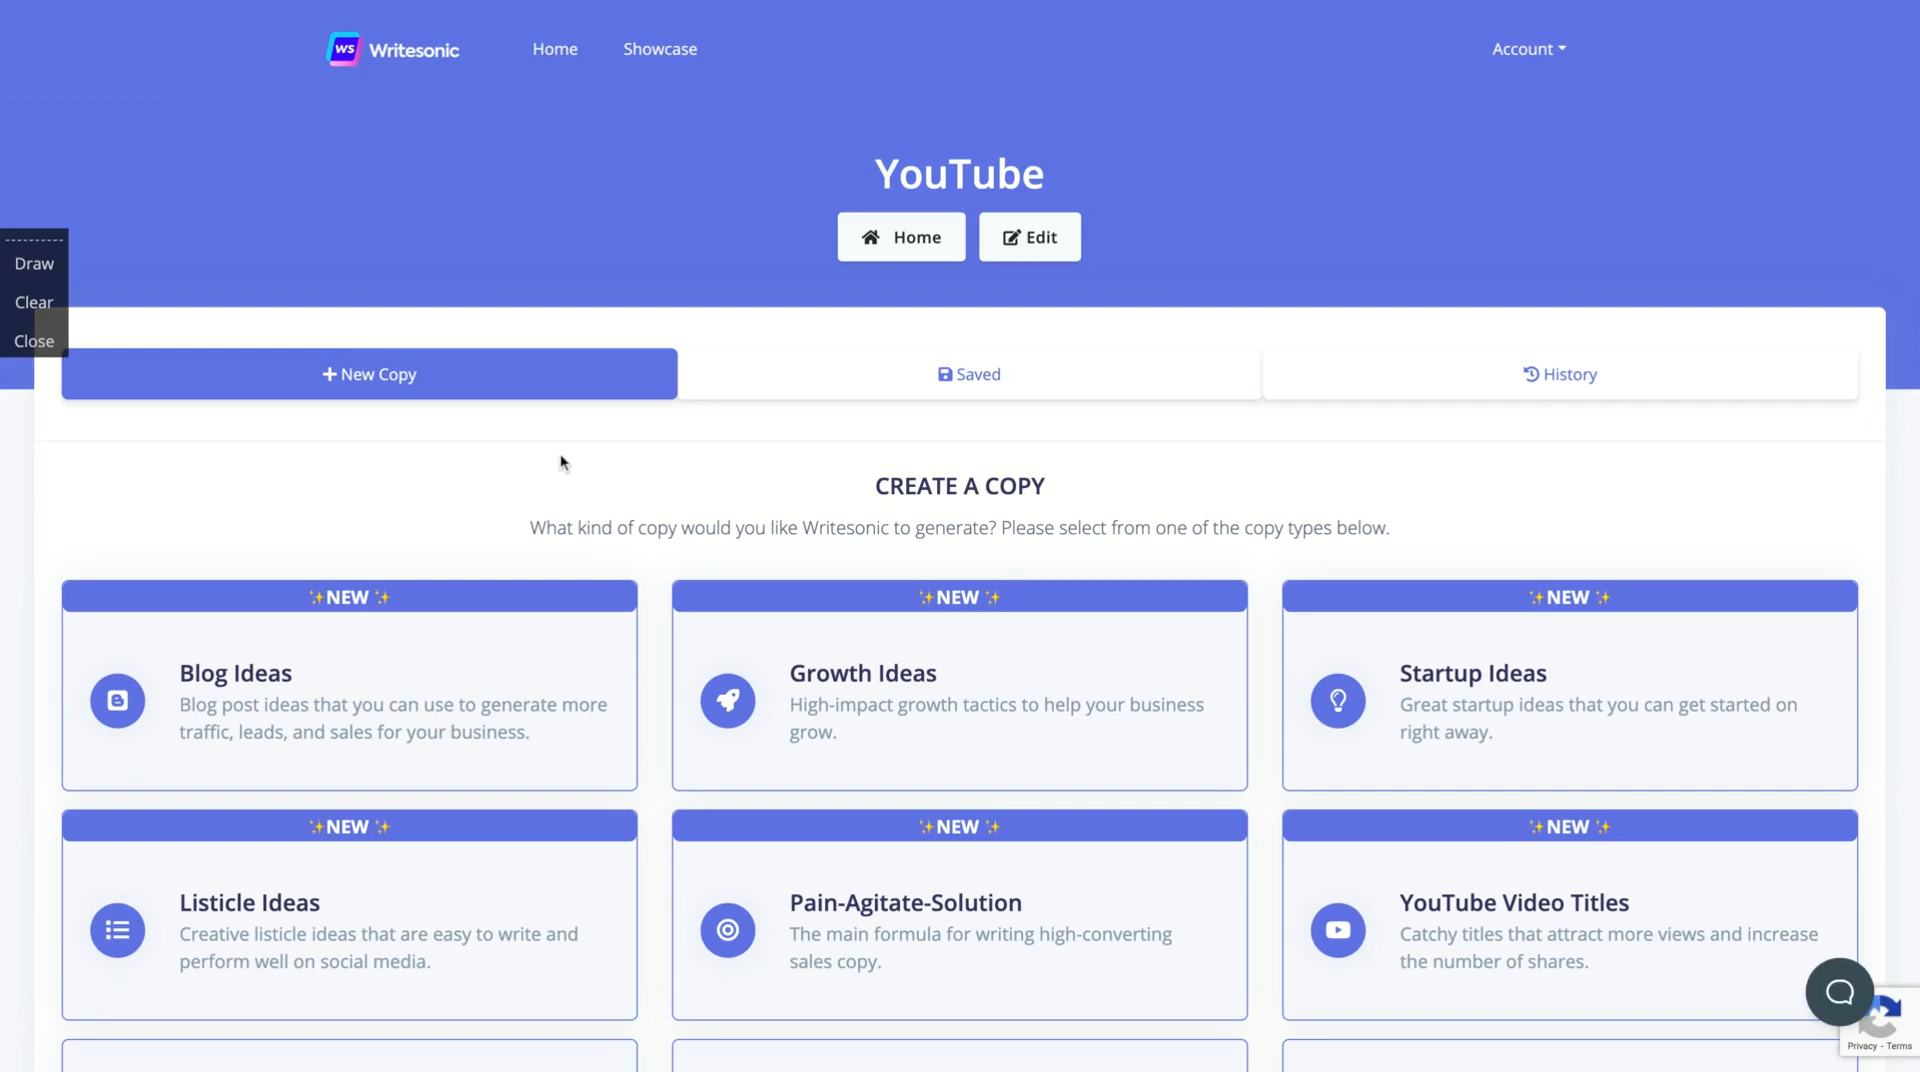 WS Writesonic Home Showcase Account
YouTube
Home Edit
Draw
Clear
Close
New Copy Saved History
CREATE A COPY
What kind of copy would you like Writesonic to generate? Please select from one of the copy types below.
✨NEW ✨ ✨NEW ✨ ✨NEW ✨
Blog Ideas
Blog post ideas that you can use to generate more
traffic, leads, and sales for your business.
Growth Ideas
High-impact growth tactics to help your business
grow.
Startup Ideas
Great startup ideas that you can get started on
right away.
✨NEW ✨ ✨NEW ✨ ✨NEW ✨
Listicle Ideas
Creative listicle ideas that are easy to write and
perform well on social media.
Pain-Agitate-Solution
The main formula for writing high-converting
sales copy.
YouTube Video Titles
Catchy titles that attract more views and increase
the number of shares.
Privacy - Terms